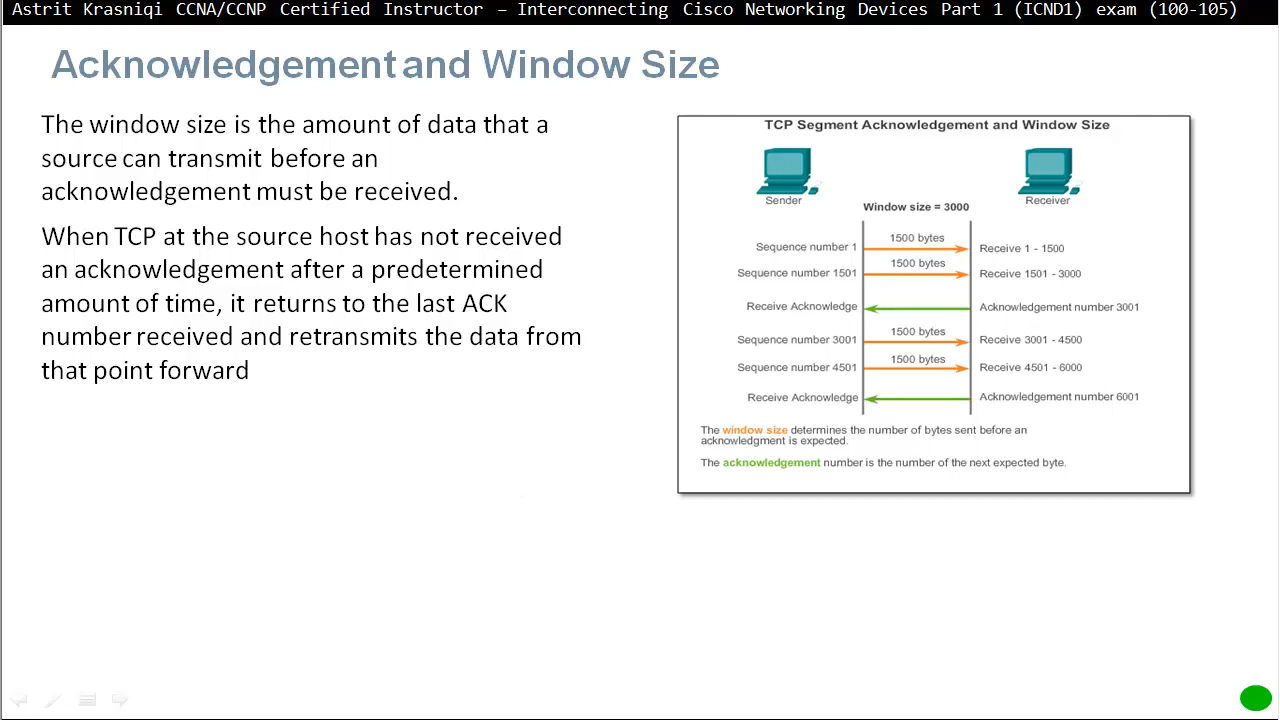 Astrit Krasniqi CCNA/CCNP Certified Instructor – Interconnecting Cisco Networking Devices Part 1 (ICND1) exam (100-105)
Acknowledgement and Window Size
The window size is the amount of data that a
source can transmit before an
acknowledgement must be received.
When TCP at the source host has not received
an acknowledgement after a predetermined
amount of time, it returns to the last ACK
number received and retransmits the data from
that point forward
TCP Segment Acknowledgement and Window Size
Sender
Receiver
Window size = 3000
Sequence number 1
1500 bytes
Receive 1 - 1500
Sequence number 1501
1500 bytes
Receive 1501 - 3000
Receive Acknowledge
Acknowledgement number 3001
Sequence number 3001
1500 bytes
Receive 3001 - 4500
Sequence number 4501
1500 bytes
Receive 4501 - 6000
Receive Acknowledge
Acknowledgement number 6001
The window size determines the number of bytes sent before an
acknowledgment is expected.
The acknowledgement number is the number of the next expected byte.